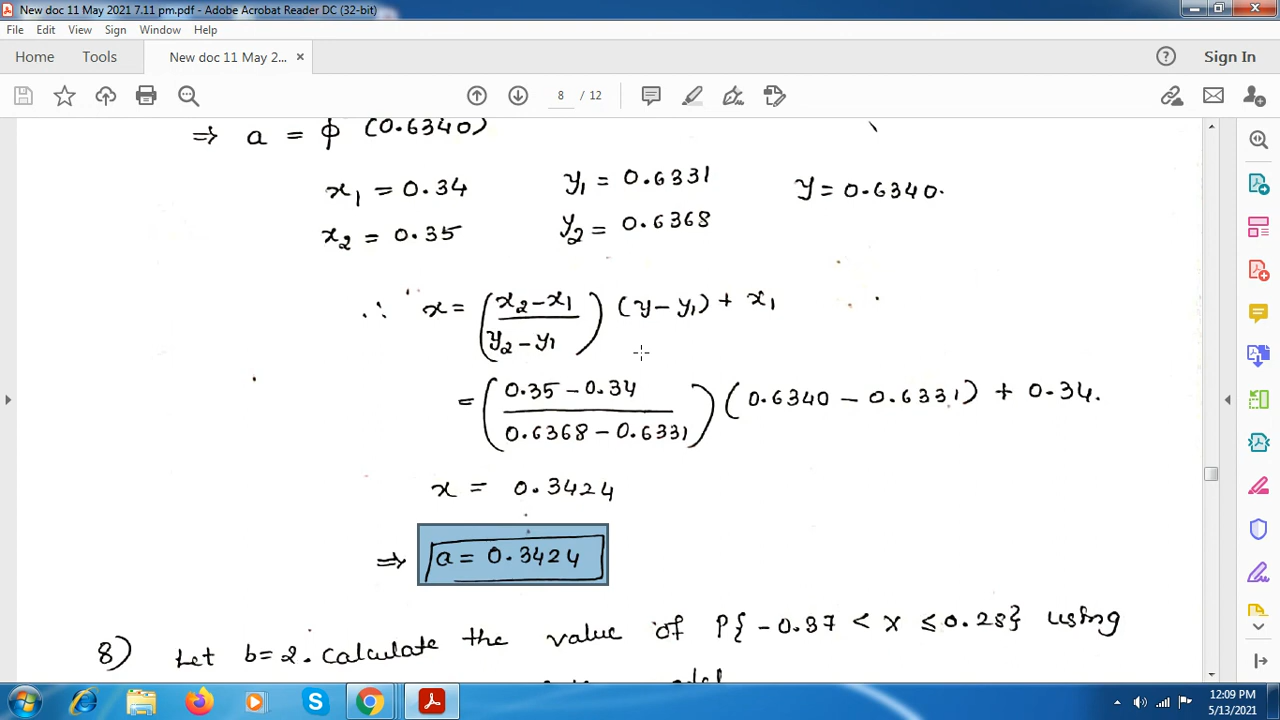 New doc 11 May 2021 7.11 pm.pdf - Adobe Acrobat Reader DC (32-bit)
File Edit View Sign Window Help
Home Tools New doc 11 May 2... × Sign In
8 / 12
⇒ a = ϕ (0.6340)
x₁ = 0.34 y₁ = 0.6331 y = 0.6340.
x₂ = 0.35 y₂ = 0.6368
∴ x = ((x₂ - x₁)/(y₂ - y₁)) (y - y₁) + x₁
= ((0.35 - 0.34)/(0.6368 - 0.6331)) (0.6340 - 0.6331) + 0.34.
x = 0.3424
⇒ a = 0.3424
8) Let b=2. calculate the value of P{-0.37 < x ≤ 0.28} using
12:09 PM
5/13/2021